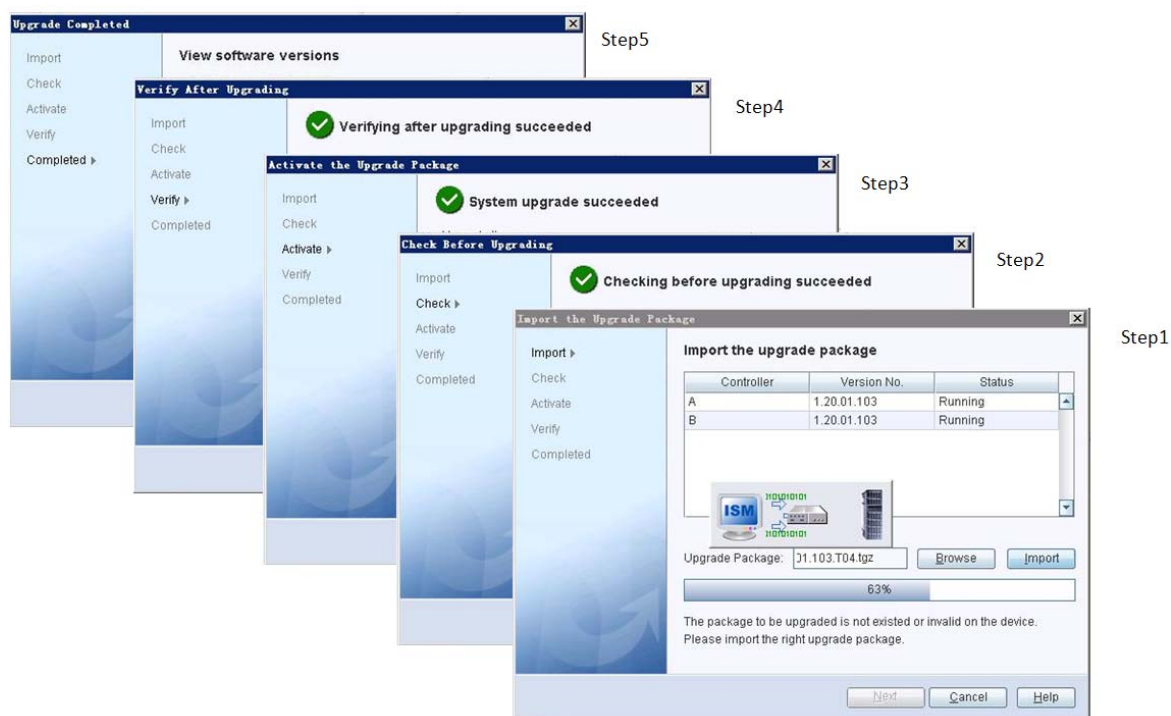 Upgrade Completed
Import
Check
Activate
Verify
Completed
View software versions
Step5
Verify After Upgrading
Import
Check
Activate
Verify
Completed
Verifying after upgrading succeeded
Step4
Activate the Upgrade Package
Import
Check
Activate
Verify
Completed
System upgrade succeeded
Step3
Check Before Upgrading
Import
Check
Activate
Verify
Completed
Checking before upgrading succeeded
Step2
Import the Upgrade Package
Import
Check
Activate
Verify
Completed
Step1
Import the upgrade package
Controller Version No. Status
A 1.20.01.103 Running
B 1.20.01.103 Running
ISM
Upgrade Package: 01.103.T04.tgz Browse Import
63%
The package to be upgraded is not existed or invalid on the device.
Please import the right upgrade package.
Next Cancel Help